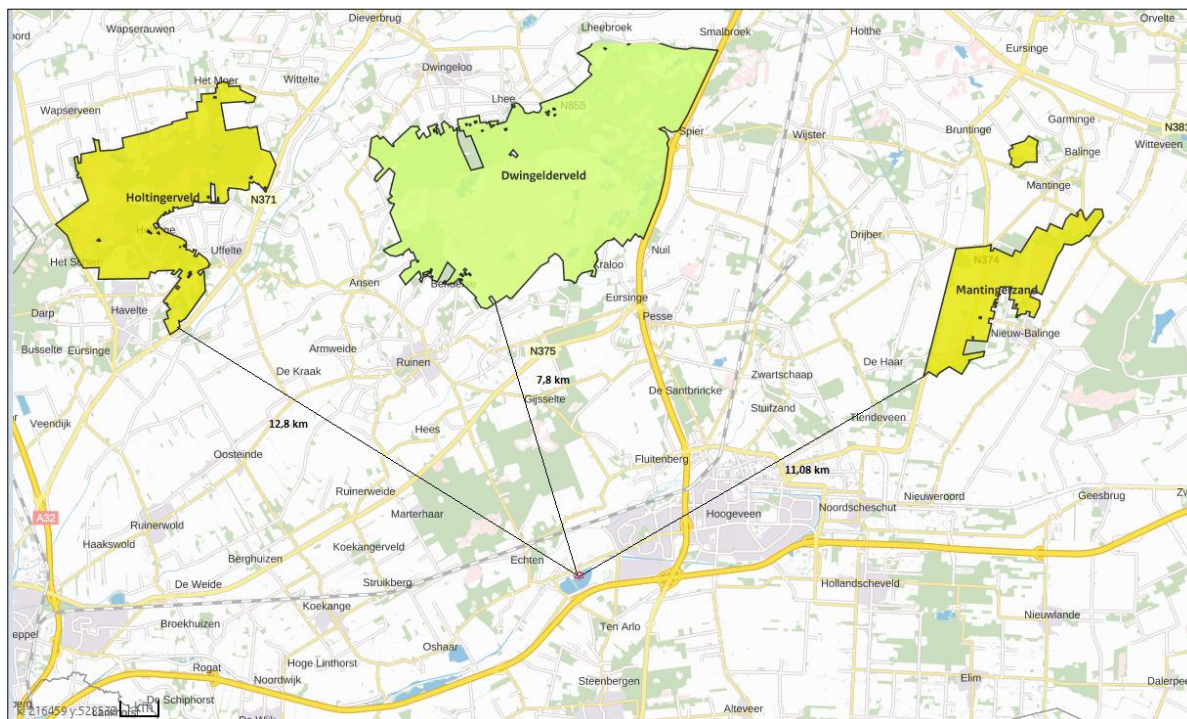 Wapserauwen
Dieverbrug
Lheebroek
Smalbroek
Holthe
Orvelte
Eursinge
Het Moer
Wittelte
Dwingeloo
Lhee
N855
Wapserveen
Spier
Wijster
Bruntinge
Garminge
N381
Balinge
Witteveen
Holtingerveld
N371
Dwingelderveld
Mantinge
Uffelte
Drijber
Nuil
Kraloo
N374
Het Schier
Ansen
Mantingerzand
Eursinge
Darp
Havelte
Pesse
Nieuw-Balinge
Busselte
Eursinge
Armweide
Ruinen
N375
De Haar
De Kraak
7,8 km
Zwartschaap
Gijsselte
De Santbrincke
Stuifzand
Tiendeveen
Veendijk
12,8 km
Hees
Oosteinde
Fluitenberg
11,08 km
Ruinerweide
Nieuweroord
Geesbrug
Marterhaar
Hoogeveen
Noordscheschut
A32
Ruinerwold
Haakswold
Koekangerveld
Berghuizen
Echten
De Weide
Struikberg
Hollandscheveld
Koekange
Nieuwlande
Broekhuizen
Ten Arlo
Oshaar
Hoge Linthorst
Rogat
Noordwijk
Steenbergen
Elim
Dalerpee
De Schiphorst
Alteveer